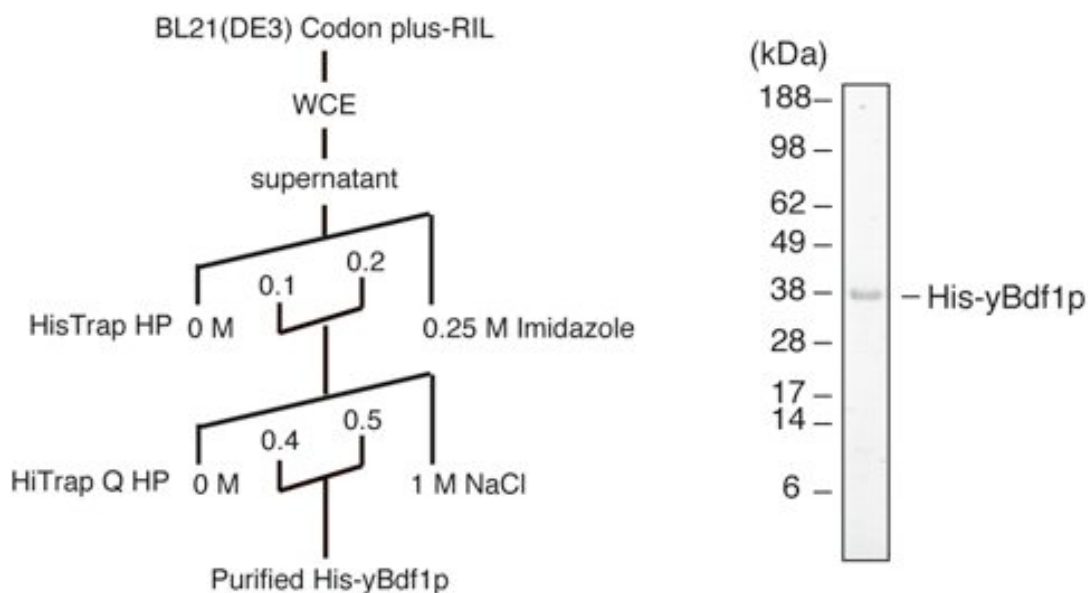 BL21(DE3) Codon plus-RIL
WCE
supernatant
0.1
0.2
HisTrap HP 0 M
0.25 M Imidazole
0.4
0.5
HiTrap Q HP 0 M
1 M NaCl
Purified His-yBdf1p
(kDa)
188
98
62
49
38
His-yBdf1p
28
17
14
6